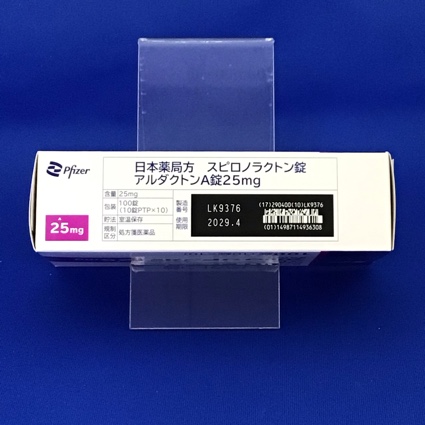 Pfizer
日本薬局方 スピロノラクトン錠
アルダクトンA錠25mg
含量 25mg
包装 100錠
(10錠PTP×10)
貯法 室温保存
規制区分 処方箋医薬品
製造番号 LK9376
使用期限 2029.4
(17)290400(10)LK9376
(01)14987114936308
25mg